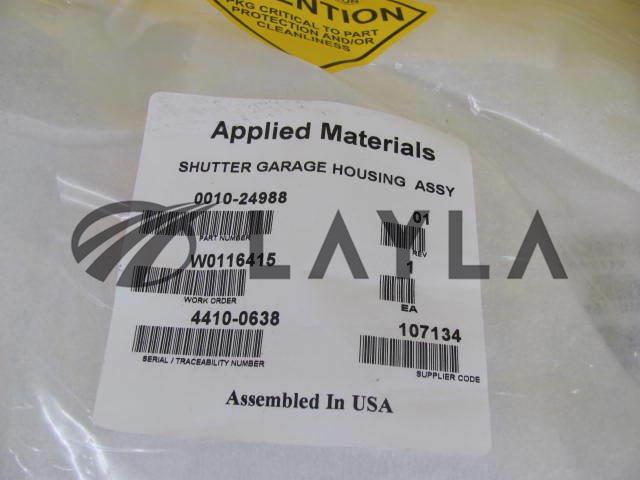 ENTION
PKG CRITICAL TO PART
PROTECTION AND/OR
CLEANLINESS
Applied Materials
SHUTTER GARAGE HOUSING ASSY
0010-24988 01
PART NUMBER REV
W0116415 1
WORK ORDER EA
4410-0638 107134
SERIAL / TRACEABILITY NUMBER SUPPLIER CODE
Assembled In USA
LAYLA